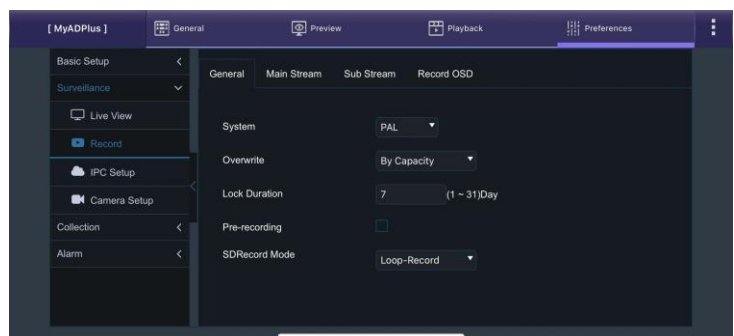 [ MyADPlus ] General Preview Playback Preferences
Basic Setup
Surveillance
Live View
Record
IPC Setup
Camera Setup
Collection
Alarm
General Main Stream Sub Stream Record OSD
System PAL
Overwrite By Capacity
Lock Duration 7 (1 ~ 31)Day
Pre-recording
SDRecord Mode Loop-Record